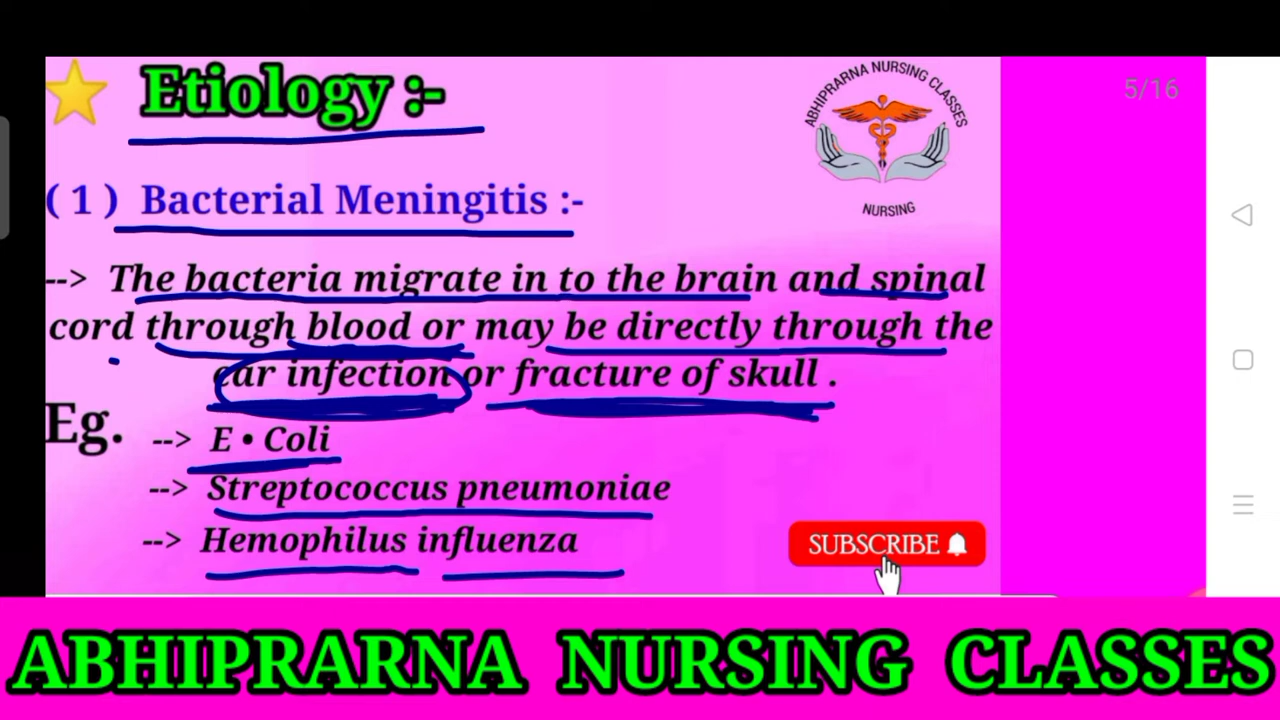 Etiology :-
ABHIPRARNA NURSING CLASSES
NURSING
5/16
( 1 ) Bacterial Meningitis :-
--> The bacteria migrate in to the brain and spinal
cord through blood or may be directly through the
ear infection or fracture of skull .
Eg. --> E • Coli
--> Streptococcus pneumoniae
--> Hemophilus influenza
SUBSCRIBE
ABHIPRARNA NURSING CLASSES